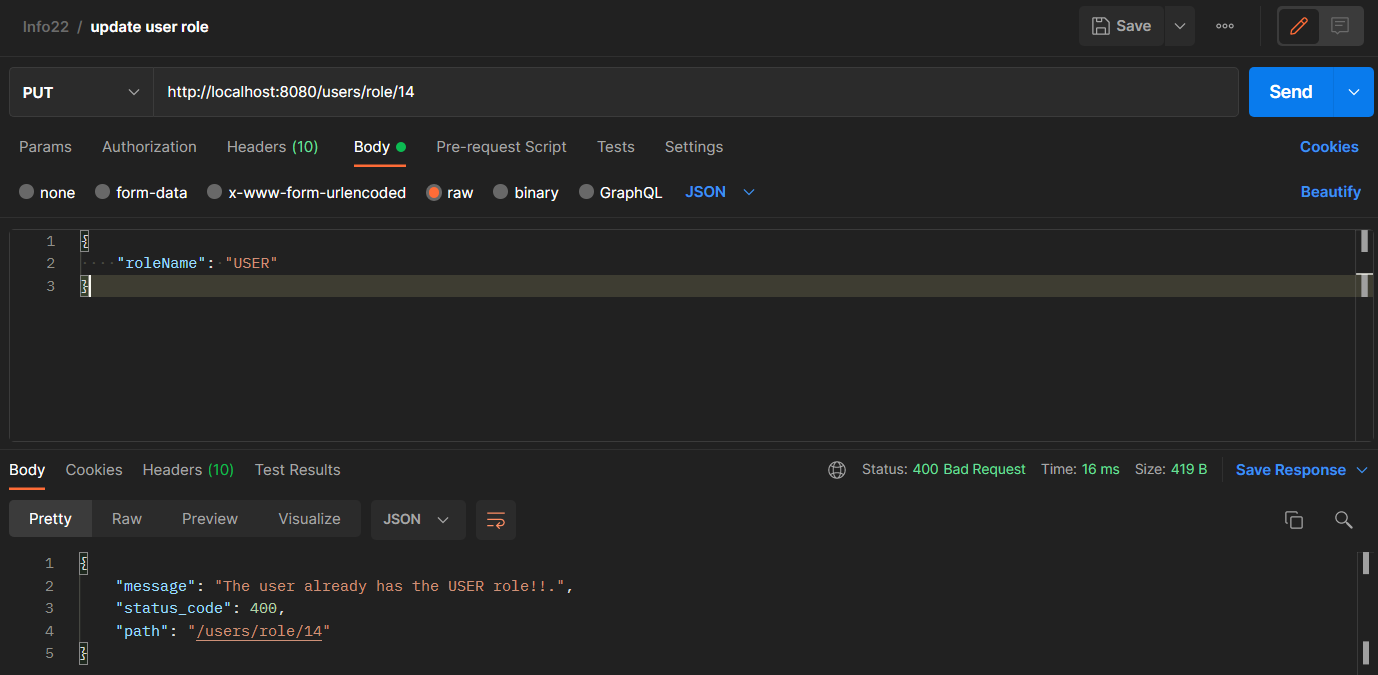 Info22 / update user role
Save
PUT
http://localhost:8080/users/role/14
Send
Params Authorization Headers (10) Body Pre-request Script Tests Settings Cookies
none form-data x-www-form-urlencoded raw binary GraphQL JSON Beautify
1 {
2 ····"roleName":·"USER"
3 }
Body Cookies Headers (10) Test Results Status: 400 Bad Request Time: 16 ms Size: 419 B Save Response
Pretty Raw Preview Visualize JSON
1 {
2 "message": "The user already has the USER role!!.",
3 "status_code": 400,
4 "path": "/users/role/14"
5 }